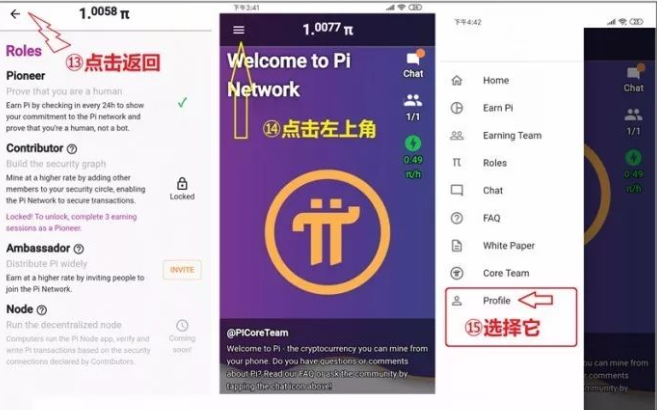 1.0058 π
⑬点击返回
Roles
Pioneer
Prove that you are a human
Earn Pi by checking in every 24h to show
your commitment to the Pi network and
prove that you're a human, not a bot.
Contributor ?
Build the security graph
Mine at a higher rate by adding other
members to your security circle, enabling
the Pi Network to secure transactions.
Locked
Locked! To unlock, complete 3 earning
sessions as a Pioneer.
Ambassador ?
Distribute Pi widely
Earn at a higher rate by inviting people to
join the Pi Network.
INVITE
Node ?
Run the decentralized node
Computers run the Pi Node app, verify and
write Pi transactions based on the security
connections declared by Contributors.
Coming
soon!
下午3:41
1.0077 π
Welcome to Pi
Network
Chat
1/1
0.49
π/h
⑭点击左上角
@PiCoreTeam
Welcome to Pi - the cryptocurrency you can mine from
your phone. Do you have questions or comments
about Pi? Read our FAQ or ask the community by
tapping the chat icon above!
下午4:42
Home
Earn Pi
Earning Team
π Roles
Chat
FAQ
White Paper
Core Team
Profile
⑮选择它
Chat
1/1
0.49
π/h
ou can mine from
comments
mmunity by